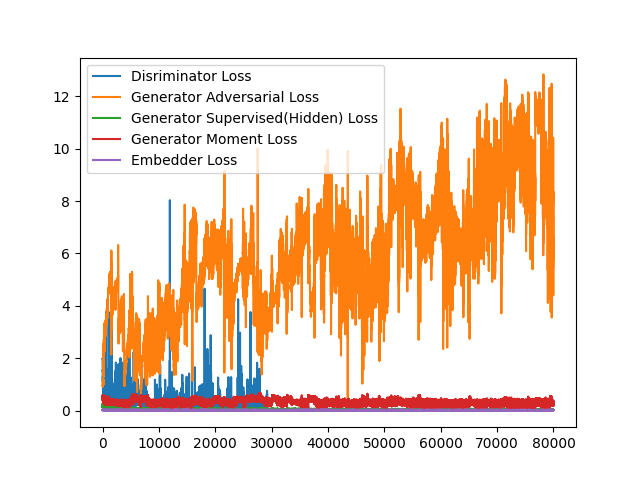 Disriminator Loss
Generator Adversarial Loss
Generator Supervised(Hidden) Loss
Generator Moment Loss
Embedder Loss
12
10
8
6
4
2
0
0 10000 20000 30000 40000 50000 60000 70000 80000